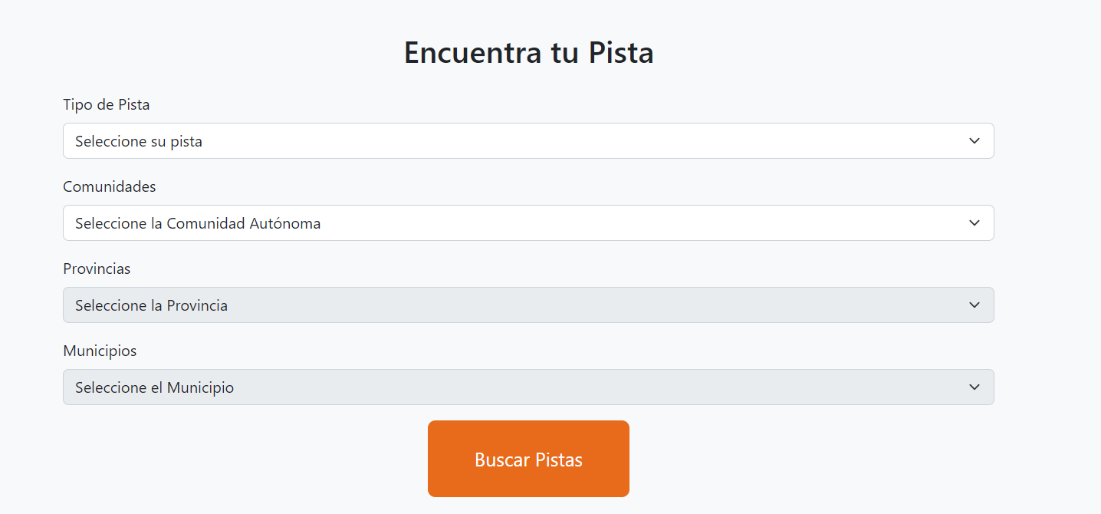 Encuentra tu Pista
Tipo de Pista
Seleccione su pista
Comunidades
Seleccione la Comunidad Autónoma
Provincias
Seleccione la Provincia
Municipios
Seleccione el Municipio
Buscar Pistas